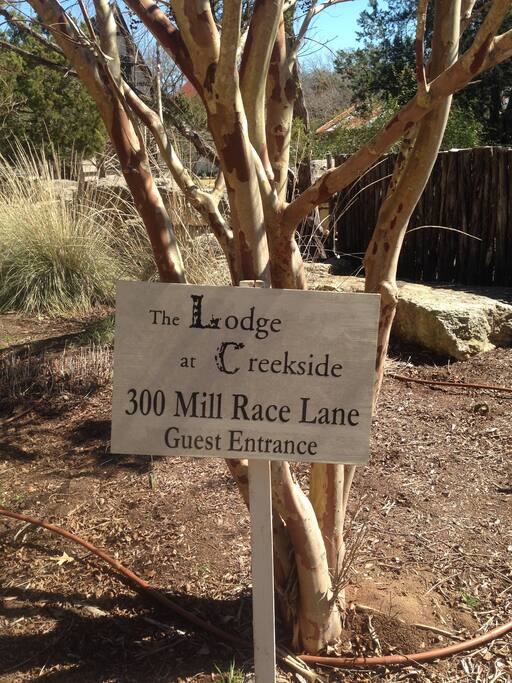 The Lodge
at Creekside
300 Mill Race Lane
Guest Entrance